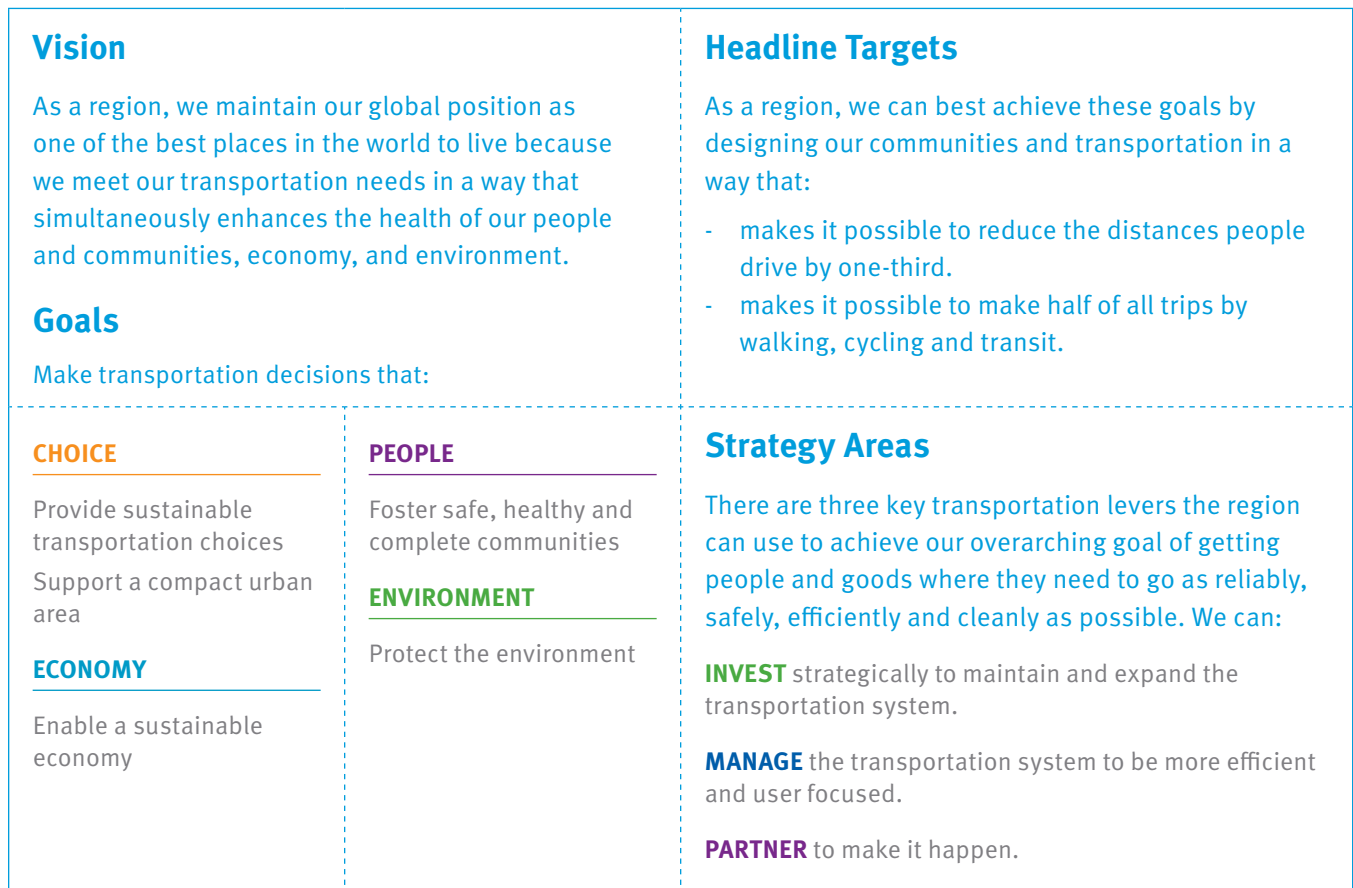 Vision
As a region, we maintain our global position as
one of the best places in the world to live because
we meet our transportation needs in a way that
simultaneously enhances the health of our people
and communities, economy, and environment.
Goals
Make transportation decisions that:
CHOICE
Provide sustainable
transportation choices
Support a compact urban
area
ECONOMY
Enable a sustainable
economy
PEOPLE
Foster safe, healthy and
complete communities
ENVIRONMENT
Protect the environment
Headline Targets
As a region, we can best achieve these goals by
designing our communities and transportation in a
way that:
- makes it possible to reduce the distances people
drive by one-third.
- makes it possible to make half of all trips by
walking, cycling and transit.
Strategy Areas
There are three key transportation levers the region
can use to achieve our overarching goal of getting
people and goods where they need to go as reliably,
safely, efficiently and cleanly as possible. We can:
INVEST strategically to maintain and expand the
transportation system.
MANAGE the transportation system to be more efficient
and user focused.
PARTNER to make it happen.